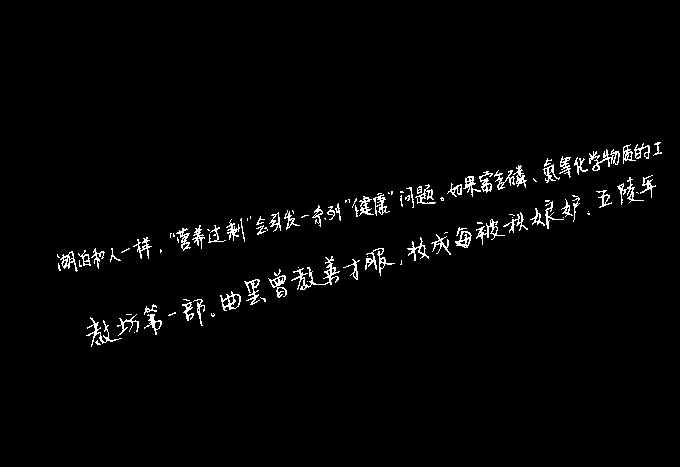 湖泊和人一样，“营养过剩”会引发一系列“健康”问题。如果富含磷、氮等化学物质的工
教坊第一部。曲罢曾教善才服，妆成每被秋娘妒。五陵年